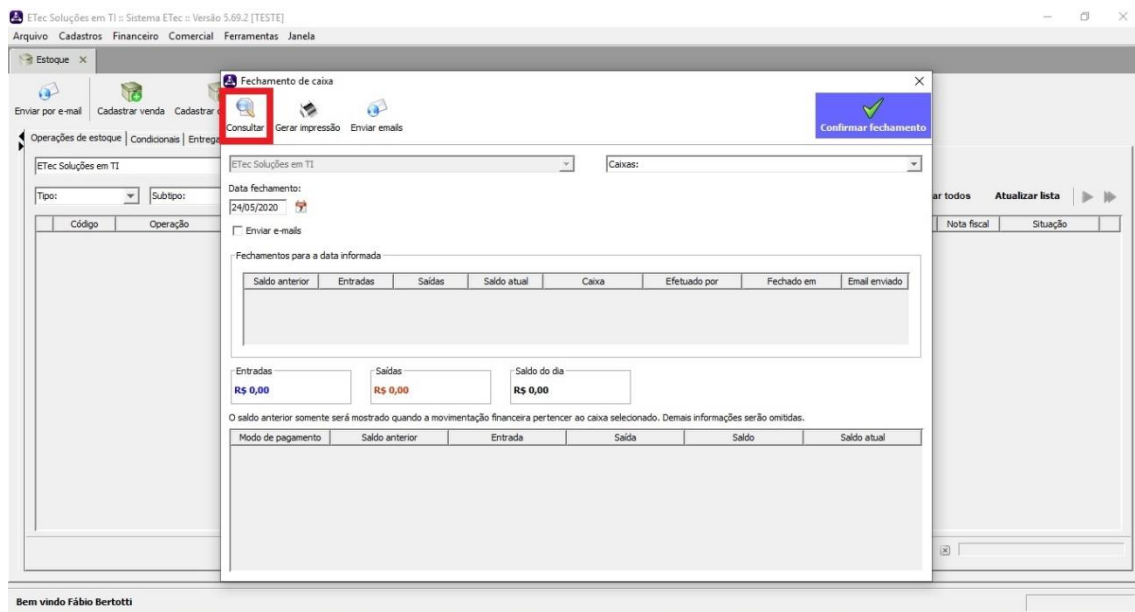 ETec Soluções em TI :: Sistema ETec :: Versão 5.69.2 [TESTE]
Arquivo Cadastros Financeiro Comercial Ferramentas Janela
Estoque
Enviar por e-mail Cadastrar venda Cadastrar
Operações de estoque Condicionais Entrega
ETec Soluções em TI
Tipo: Subtipo:
Código Operação
Fechamento de caixa
Consultar Gerar impressão Enviar emails Confirmar fechamento
ETec Soluções em TI Caixas:
Data fechamento:
24/05/2020
Enviar e-mails
Fechamentos para a data informada
Saldo anterior Entradas Saídas Saldo atual Caixa Efetuado por Fechado em Email enviado
Entradas Saídas Saldo do dia
R$ 0,00 R$ 0,00 R$ 0,00
O saldo anterior somente será mostrado quando a movimentação financeira pertencer ao caixa selecionado. Demais informações serão omitidas.
Modo de pagamento Saldo anterior Entrada Saída Saldo Saldo atual
ar todos Atualizar lista
Nota fiscal Situação
Bem vindo Fábio Bertotti